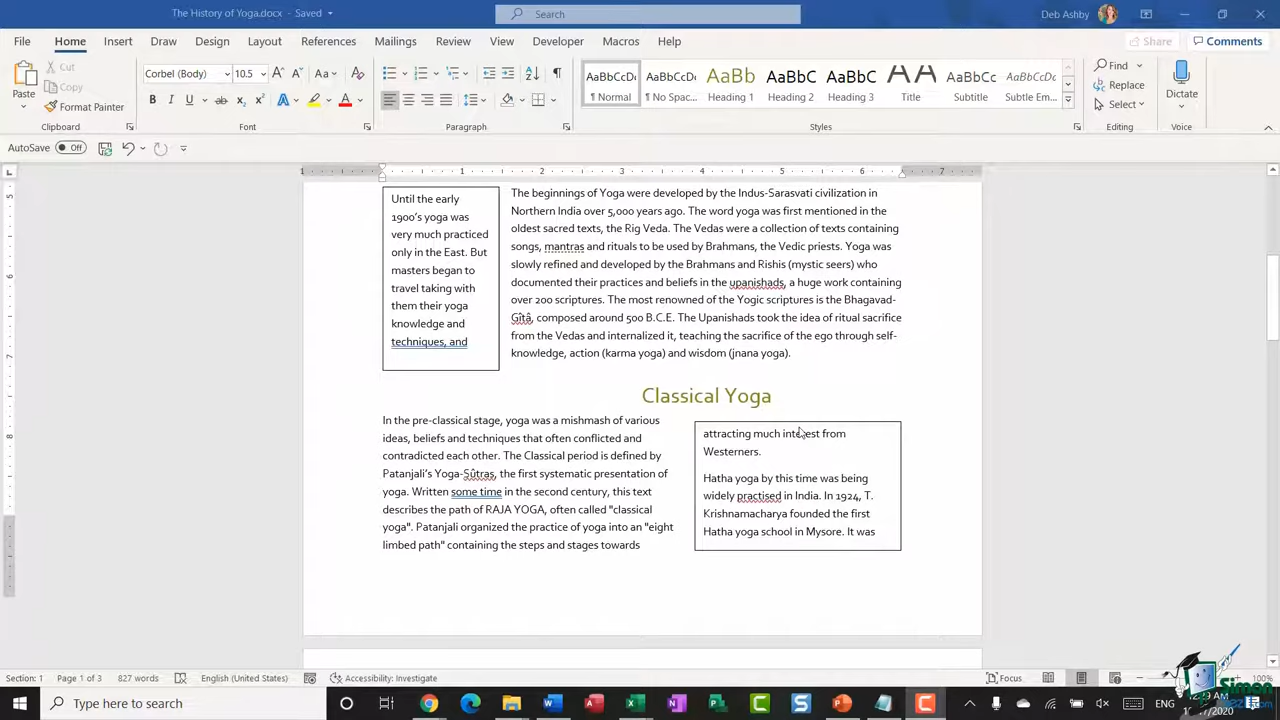 The History of Yoga.docx - Saved
Search
Deb Ashby
File Home Insert Draw Design Layout References Mailings Review View Developer Macros Help
Share Comments
Paste
Cut
Copy
Format Painter
Clipboard
Corbel (Body) 10.5
Font
Paragraph
AaBbCcDc AaBbCcDc AaBb AaBbC AaBbC AA AaBbCc AaBbCcDc
¶ Normal ¶ No Spac... Heading 1 Heading 2 Heading 3 Title Subtitle Subtle Em...
Styles
Find
Replace
Select
Editing
Dictate
Voice
AutoSave Off
1 1 2 3 4 5 6 7
Until the early
1900's yoga was
very much practiced
only in the East. But
masters began to
travel taking with
them their yoga
knowledge and
techniques, and
The beginnings of Yoga were developed by the Indus-Sarasvati civilization in
Northern India over 5,000 years ago. The word yoga was first mentioned in the
oldest sacred texts, the Rig Veda. The Vedas were a collection of texts containing
songs, mantras and rituals to be used by Brahmans, the Vedic priests. Yoga was
slowly refined and developed by the Brahmans and Rishis (mystic seers) who
documented their practices and beliefs in the upanishads, a huge work containing
over 200 scriptures. The most renowned of the Yogic scriptures is the Bhagavad-
Gîtâ, composed around 500 B.C.E. The Upanishads took the idea of ritual sacrifice
from the Vedas and internalized it, teaching the sacrifice of the ego through self-
knowledge, action (karma yoga) and wisdom (jnana yoga).
Classical Yoga
In the pre-classical stage, yoga was a mishmash of various
ideas, beliefs and techniques that often conflicted and
contradicted each other. The Classical period is defined by
Patanjali's Yoga-Sûtras, the first systematic presentation of
yoga. Written some time in the second century, this text
describes the path of RAJA YOGA, often called "classical
yoga". Patanjali organized the practice of yoga into an "eight
limbed path" containing the steps and stages towards
attracting much interest from
Westerners.
Hatha yoga by this time was being
widely practised in India. In 1924, T.
Krishnamacharya founded the first
Hatha yoga school in Mysore. It was
Section: 1 Page 1 of 3 827 words English (United States) Accessibility: Investigate Focus 100%
Type here to search
ENG